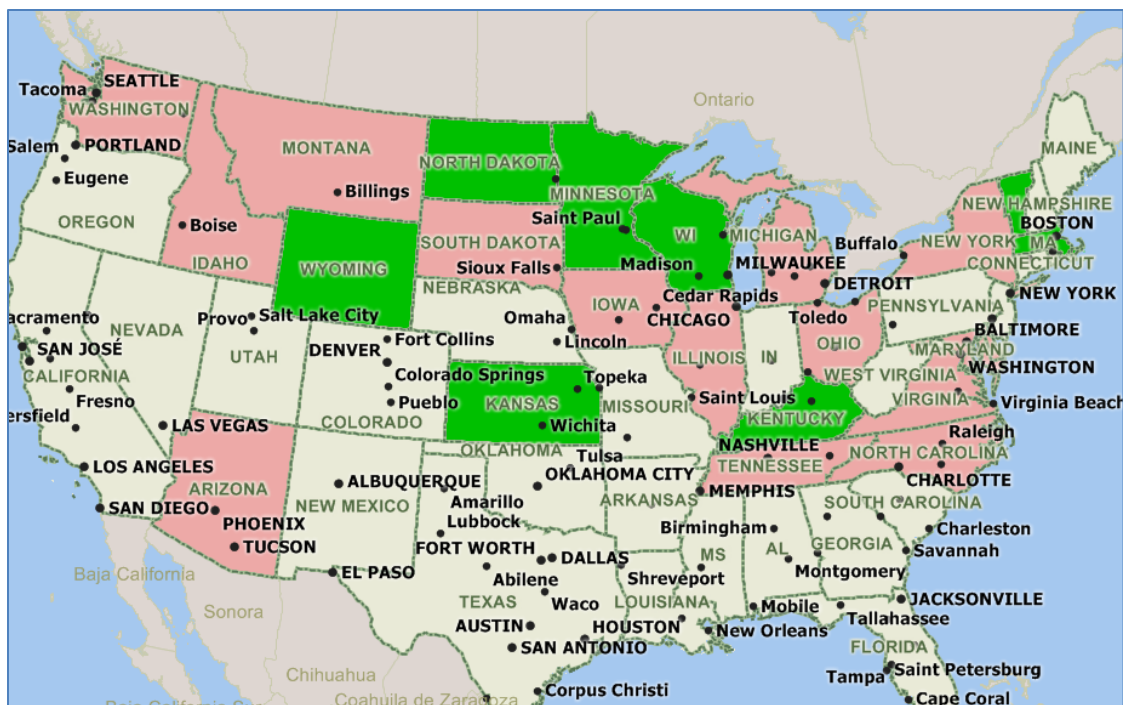 Ontario
SEATTLE
Tacoma
WASHINGTON
MAINE
Salem
PORTLAND
MONTANA
NORTH DAKOTA
Eugene
Billings
MINNESOTA
NEW HAMPSHIRE
OREGON
Boise
Saint Paul
BOSTON
WI
MICHIGAN
Buffalo
NEW YORK
MA
SOUTH DAKOTA
IDAHO
WYOMING
Sioux Falls
Madison
MILWAUKEE
CONNECTICUT
DETROIT
NEBRASKA
Cedar Rapids
NEW YORK
IOWA
PENNSYLVANIA
Salt Lake City
Provo
Omaha
CHICAGO
Toledo
acramento
NEVADA
BALTIMORE
Lincoln
SAN JOSÉ
DENVER
Fort Collins
OHIO
MARYLAND
UTAH
ILLINOIS
IN
WASHINGTON
CALIFORNIA
Colorado Springs
Topeka
WEST VIRGINIA
Fresno
Pueblo
KANSAS
MISSOURI
Saint Louis
VIRGINIA
Virginia Beach
ersfield
COLORADO
KENTUCKY
LAS VEGAS
Wichita
Raleigh
OKLAHOMA
NASHVILLE
NORTH CAROLINA
Tulsa
LOS ANGELES
TENNESSEE
OKLAHOMA CITY
ALBUQUERQUE
CHARLOTTE
ARIZONA
MEMPHIS
Amarillo
ARKANSAS
NEW MEXICO
SOUTH CAROLINA
SAN DIEGO
PHOENIX
Lubbock
Birmingham
Charleston
TUCSON
FORT WORTH
DALLAS
MS
AL
GEORGIA
Savannah
EL PASO
Baja California
Abilene
Shreveport
Montgomery
TEXAS
Waco
LOUISIANA
JACKSONVILLE
Mobile
Sonora
Tallahassee
AUSTIN
HOUSTON
New Orleans
SAN ANTONIO
FLORIDA
Chihuahua
Saint Petersburg
Tampa
Corpus Christi
Coahuila de Zaragoza
Cape Coral